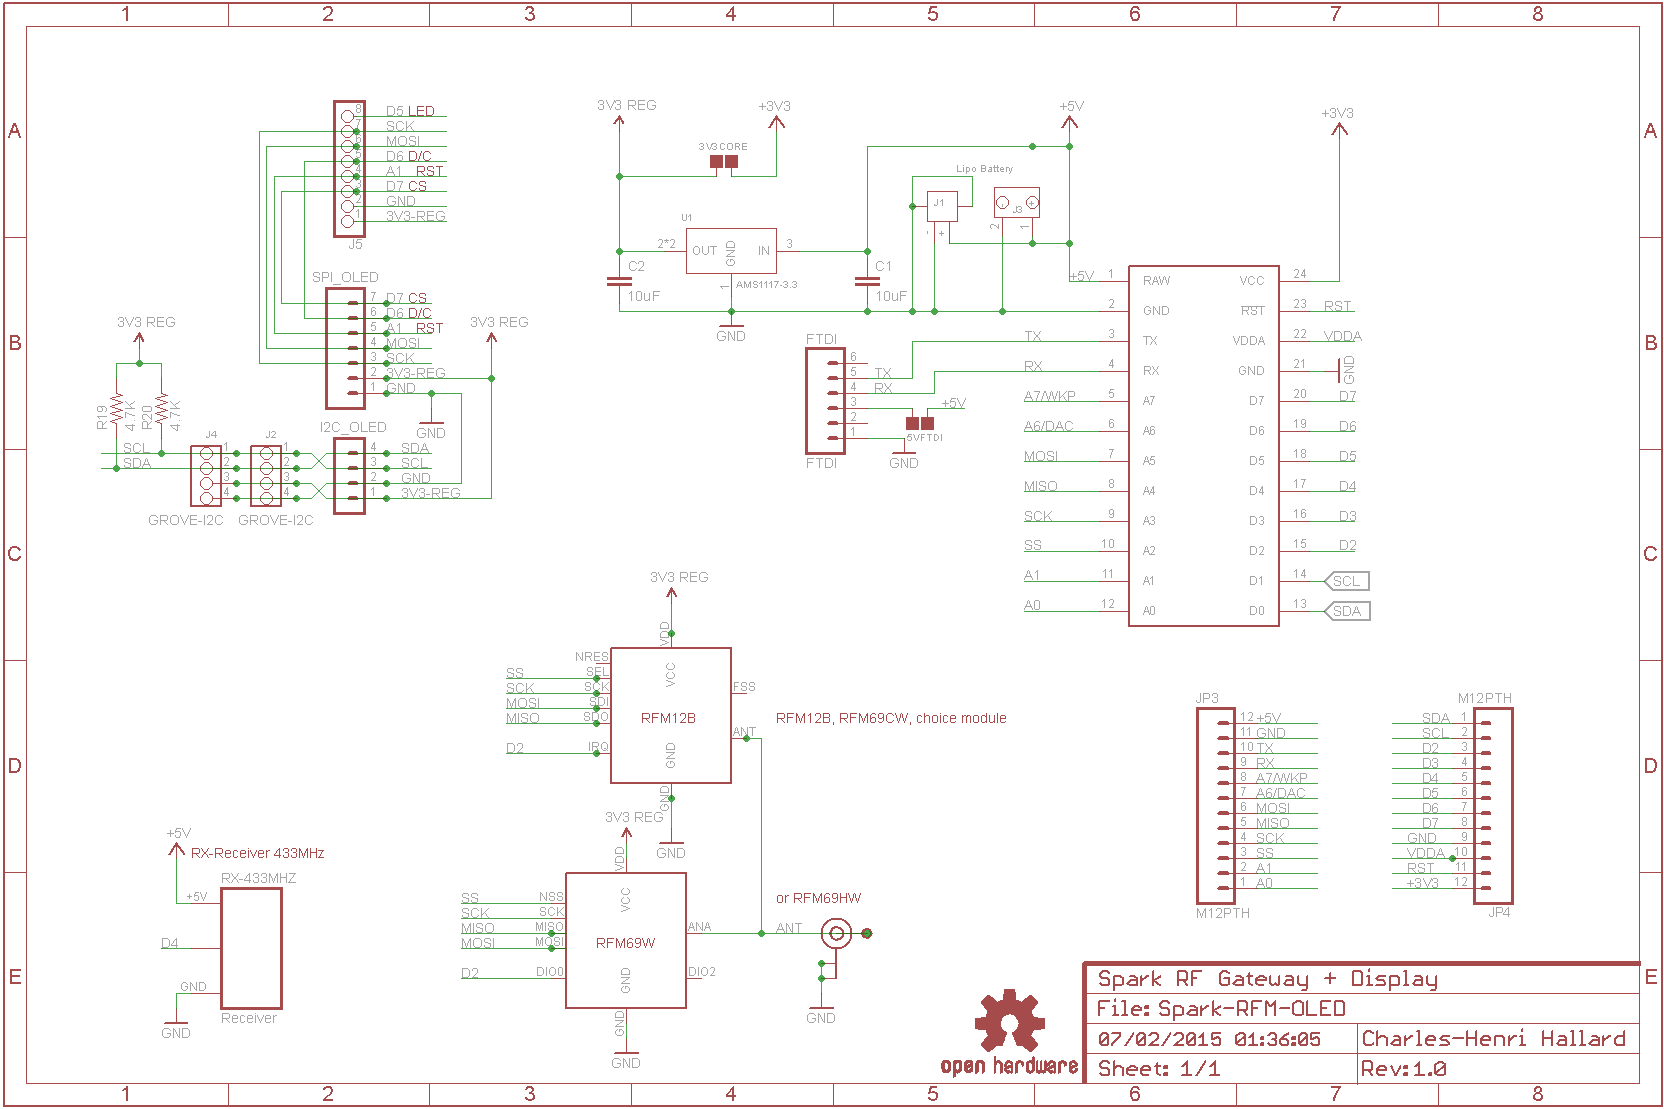 1 2 3 4 5 6 7 8
A
B
C
D
E
A
B
C
D
E
8 D5 LED
7 SCK
6 MOSI
5 D6 D/C
4 A1 RST
3 D7 CS
2 GND
1 3V3-REG
J5
SPI_OLED
7 D7 CS
6 D6 D/C
5 A1 RST
4 MOSI
3 SCK
2 3V3-REG
1 GND
3V3 REG
GND
3V3 REG
R19
4.7K
R20
4.7K
SCL
SDA
J4
1
2
3
4
GROVE-I2C
J2
1
2
3
4
GROVE-I2C
I2C_OLED
4 SDA
3 SCL
2 GND
1 3V3-REG
3V3 REG
+3V3
3V3CORE
U1
2*2 OUT GND IN 3
1 AMS1117-3.3
C2
10uF
C1
10uF
GND
Lipo Battery
J1
- +
J3
- +
2 1
+5V
+3V3
FTDI
6
5 TX
4 RX
3 +5V
2
1
5VFTDI
FTDI
GND
+5V 1 RAW
2 GND
TX 3 TX
RX 4 RX
A7/WKP 5 A7
A6/DAC 6 A6
MOSI 7 A5
MISO 8 A4
SCK 9 A3
SS 10 A2
A1 11 A1
A0 12 A0
VCC 24
RST 23 RST
VDDA 22 VDDA
GND 21 GND
D7 20 D7
D6 19 D6
D5 18 D5
D4 17 D4
D3 16 D3
D2 15 D2
D1 14 SCL
D0 13 SDA
3V3 REG
VDD
VCC
NRES
SS SEL
SCK SCK
MOSI SDI
MISO SDO
D2 IRQ
RFM12B
FSS
ANT
GND
GND
GND
RFM12B, RFM69CW, choice module
3V3 REG
VDD
VCC
SS NSS
SCK SCK
MISO MISO
MOSI MOSI
D2 DIO0
RFM69W
ANA
DIO2
GND
GND
GND
or RFM69HW
ANT
GND
+5V
RX-Receiver 433MHz
RX-433MHZ
+5V
D4
GND
GND
Receiver
JP3
12 +5V
11 GND
10 TX
9 RX
8 A7/WKP
7 A6/DAC
6 MOSI
5 MISO
4 SCK
3 SS
2 A1
1 A0
M12PTH
M12PTH
SDA 1
SCL 2
D2 3
D3 4
D4 5
D5 6
D6 7
D7 8
GND 9
VDDA 10
RST 11
+3V3 12
JP4
open hardware
Spark RF Gateway + Display
File: Spark-RFM-OLED
07/02/2015 01:36:05 Charles-Henri Hallard
Sheet: 1/1 Rev:1.0
1 2 3 4 5 6 7 8